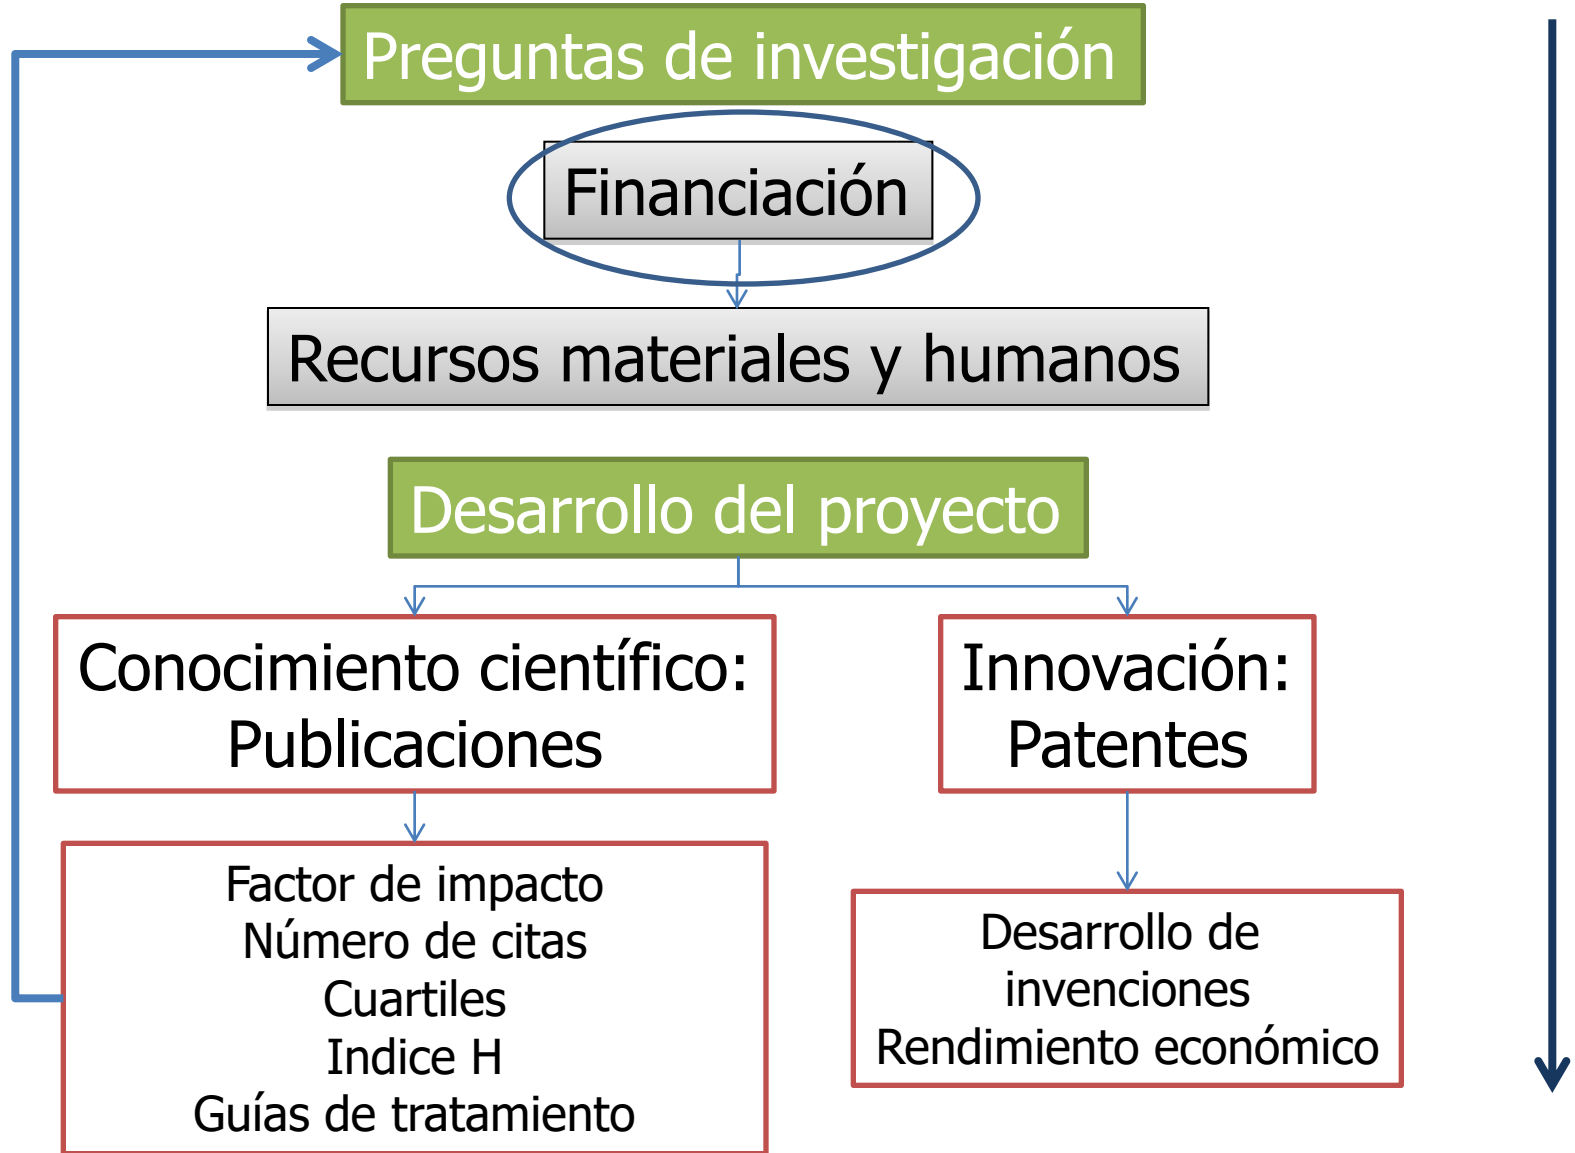 Preguntas de investigación
Financiación
Recursos materiales y humanos
Desarrollo del proyecto
Conocimiento científico:
Publicaciones
Innovación:
Patentes
Factor de impacto
Número de citas
Cuartiles
Indice H
Guías de tratamiento
Desarrollo de
invenciones
Rendimiento económico